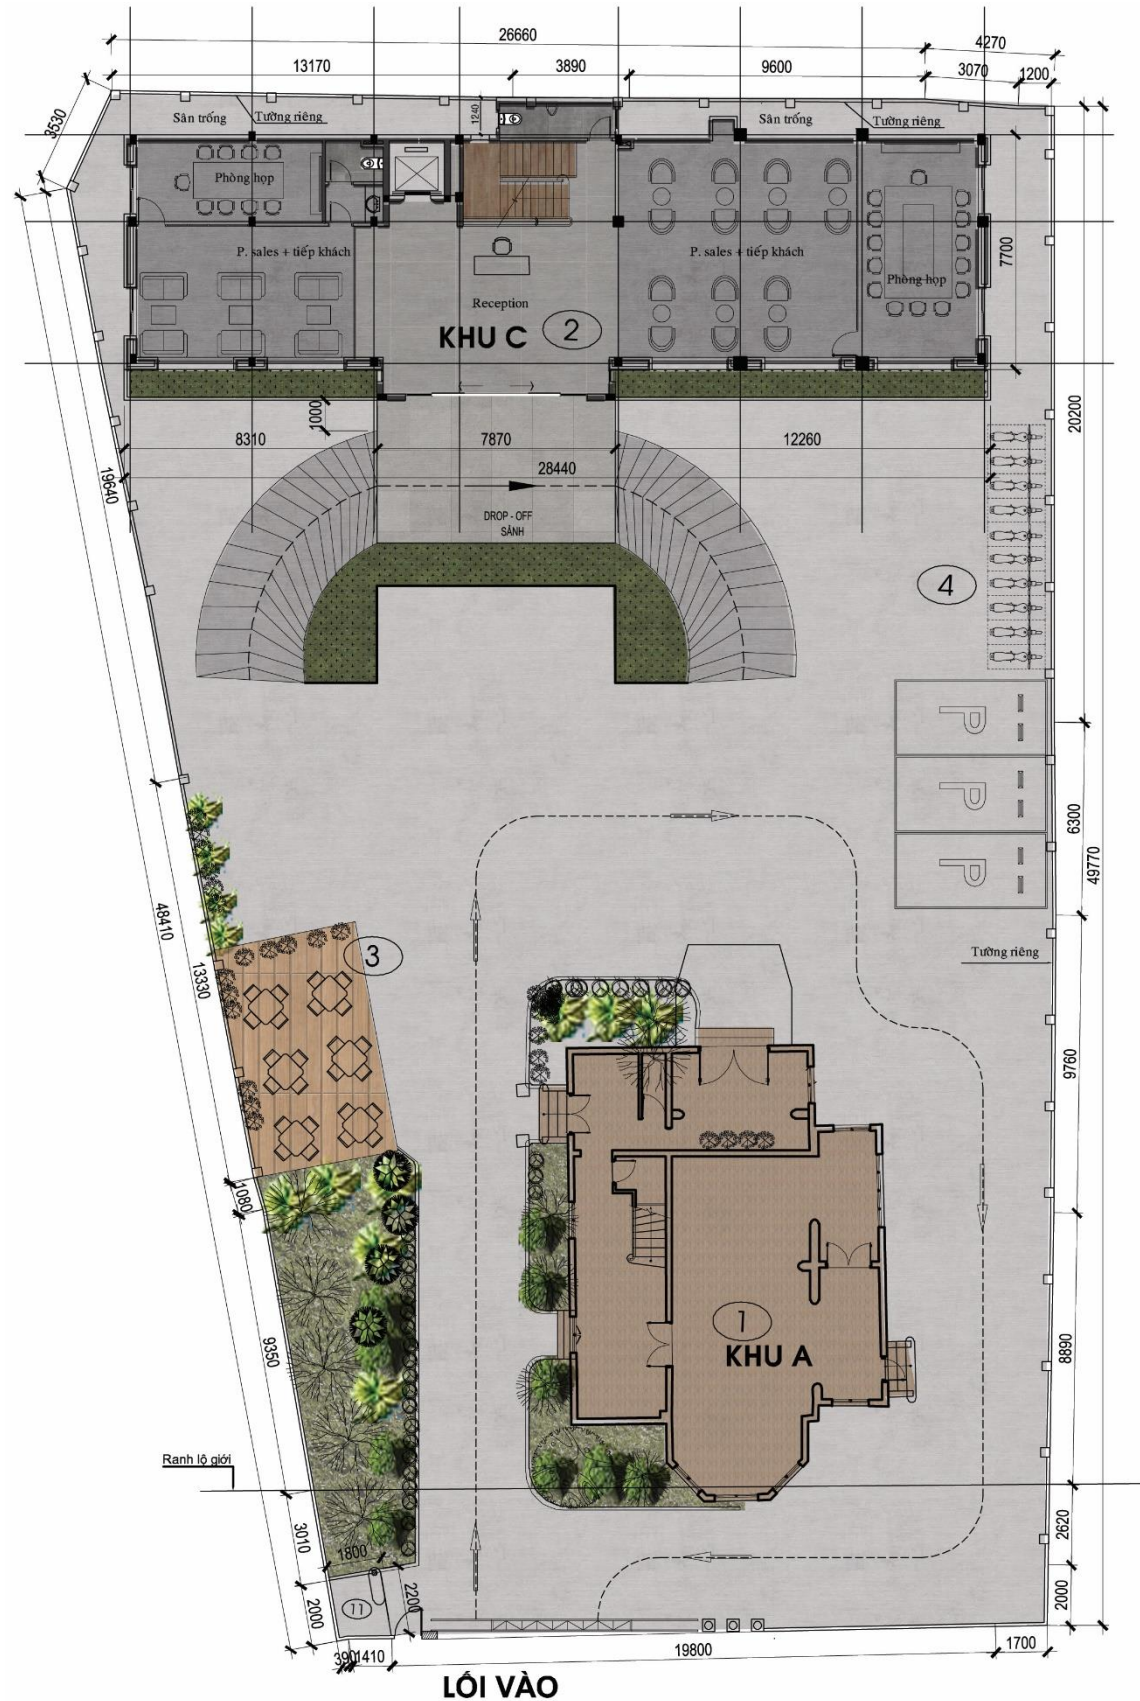 26660
4270
13170
3890
9600
3070
1200
3530
Sân trống
Tường riêng
1240
Sân trống
Tường riêng
Phòng họp
P. sales + tiếp khách
P. sales + tiếp khách
7700
Phòng họp
Reception
KHU C
2
1000
20200
8310
7870
12260
28440
19640
DROP - OFF
SẢNH
4
P
P
6300
49770
P
48410
3
Tường riêng
13330
9760
1080
1
KHU A
9350
8890
Ranh lộ giới
3010
2620
1800
2200
2000
2000
11
390
1410
19800
1700
LỐI VÀO